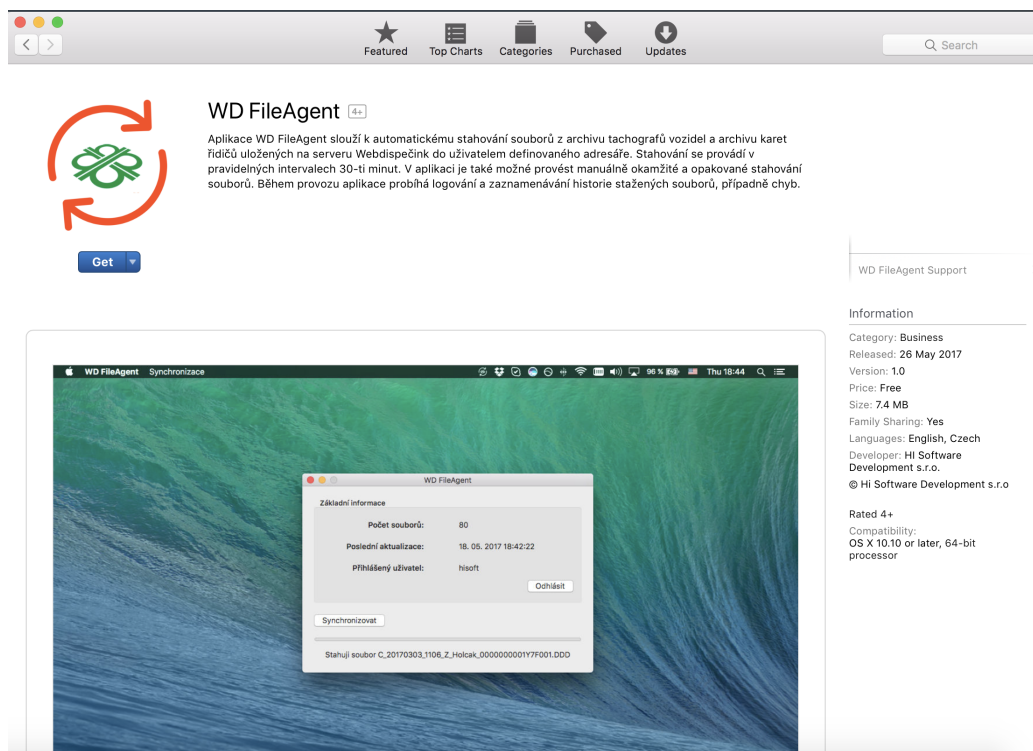 Featured
Top Charts
Categories
Purchased
Updates
Search
WD FileAgent 4+
Aplikace WD FileAgent slouží k automatickému stahování souborů z archivu tachografů vozidel a archivu karet
řidičů uložených na serveru Webdispečink do uživatelem definovaného adresáře. Stahování se provádí v
pravidelných intervalech 30-ti minut. V aplikaci je také možné provést manuálně okamžité a opakované stahování
souborů. Během provozu aplikace probíhá logování a zaznamenávání historie stažených souborů, případně chyb.
Get
WD FileAgent Support
Information
Category: Business
Released: 26 May 2017
Version: 1.0
Price: Free
Size: 7.4 MB
Family Sharing: Yes
Languages: English, Czech
Developer: HI Software
Development s.r.o.
© Hi Software Development s.r.o
Rated 4+
Compatibility:
OS X 10.10 or later, 64-bit
processor
WD FileAgent Synchronizace
96 % Thu 18:44
WD FileAgent
Základní informace
Počet souborů: 80
Poslední aktualizace: 18. 05. 2017 18:42:22
Přihlášený uživatel: hisoft
Odhlásit
Synchronizovat
Stahuji soubor C_20170303_1106_Z_Holcak_0000000001Y7F001.DDD